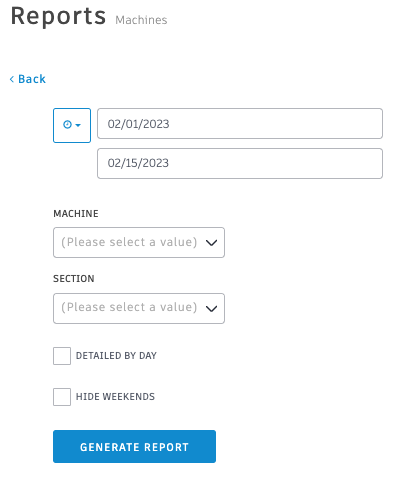 Reports Machines
‹ Back
02/01/2023
02/15/2023
MACHINE
(Please select a value)
SECTION
(Please select a value)
DETAILED BY DAY
HIDE WEEKENDS
GENERATE REPORT